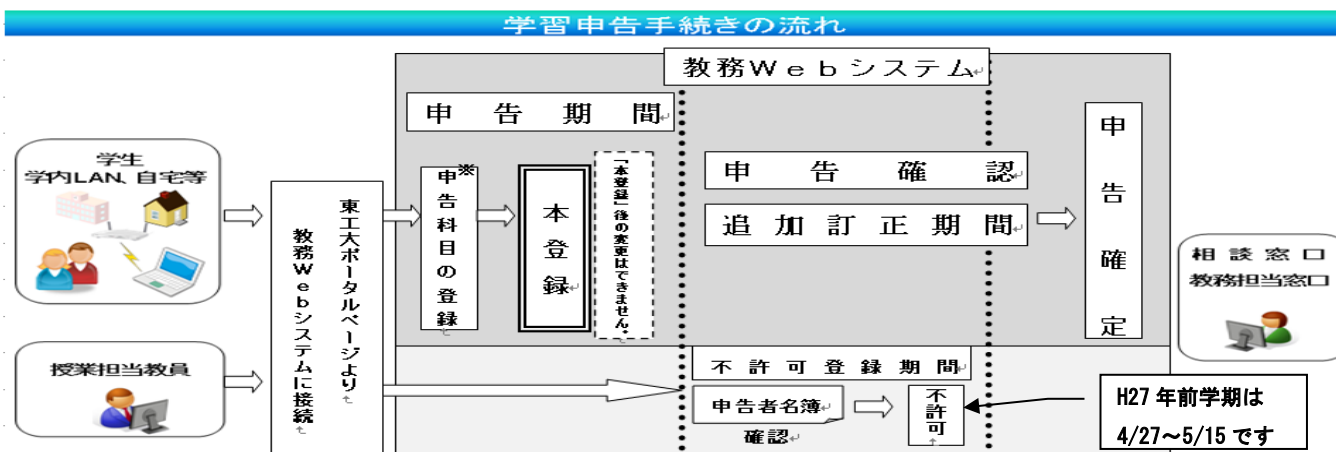 学習申告手続きの流れ
教務Ｗｅｂシステム
申告期間
学生
学内LAN、自宅等
東工大ポータルページより
教務Ｗｅｂシステムに接続
※
申告科目の登録
本登録
「本登録」後の変更はできません。
申告確認
追加訂正期間
申告確定
相談窓口
教務担当窓口
授業担当教員
不許可登録期間
申告者名簿
確認
不許可
H27 年前学期は
4/27～5/15 です